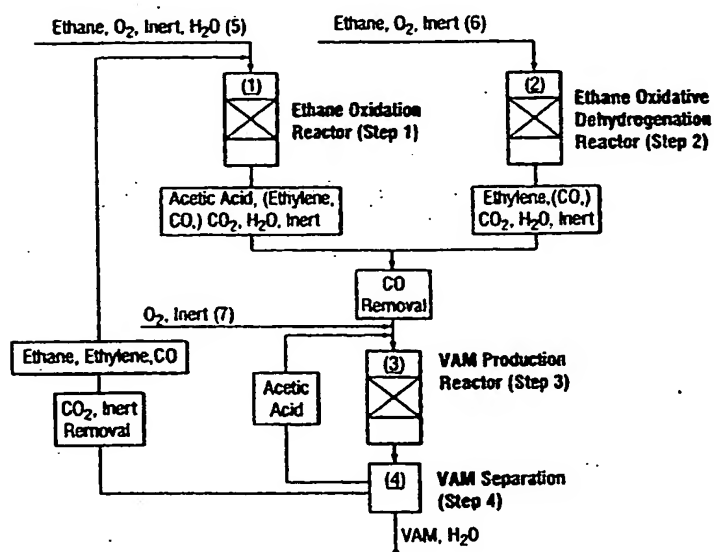 Ethane, O2, Inert, H2O (5)
Ethane, O2, Inert (6)
(1)
Ethane Oxidation
Reactor (Step 1)
(2)
Ethane Oxidative
Dehydrogenation
Reactor (Step 2)
Acetic Acid, (Ethylene,
CO,) CO2, H2O, Inert
Ethylene,(CO,)
CO2, H2O, Inert
CO
Removal
O2, Inert (7)
Ethane, Ethylene,CO
Acetic
Acid
(3)
VAM Production
Reactor (Step 3)
CO2, Inert
Removal
(4)
VAM Separation
(Step 4)
VAM, H2O